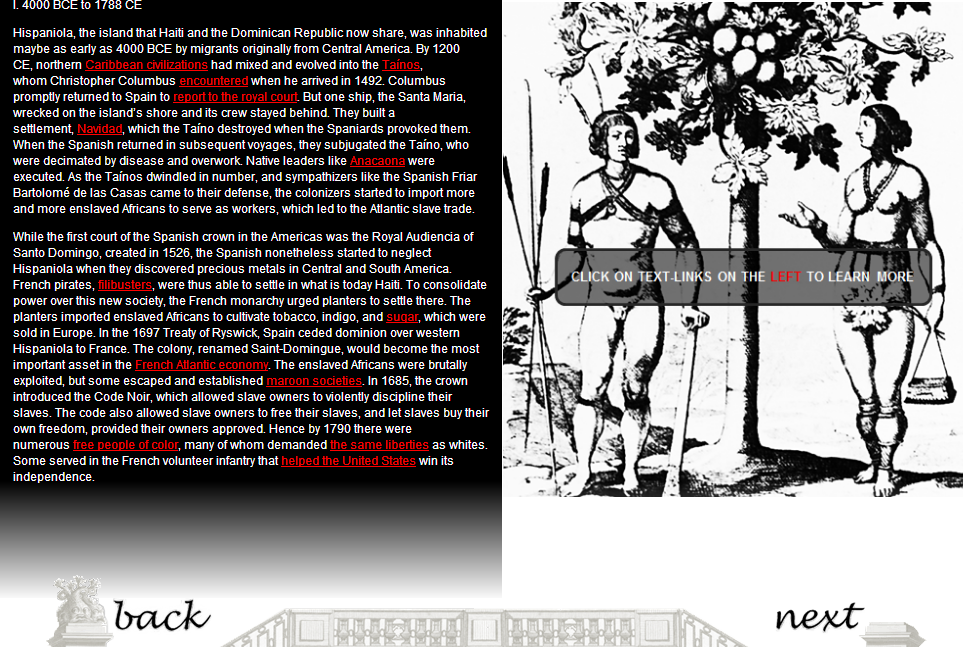 I. 4000 BCE to 1788 CE
Hispaniola, the island that Haiti and the Dominican Republic now share, was inhabited
maybe as early as 4000 BCE by migrants originally from Central America. By 1200
CE, northern Caribbean civilizations had mixed and evolved into the Taínos,
whom Christopher Columbus encountered when he arrived in 1492. Columbus
promptly returned to Spain to report to the royal court. But one ship, the Santa Maria,
wrecked on the island's shore and its crew stayed behind. They built a
settlement, Navidad, which the Taíno destroyed when the Spaniards provoked them.
When the Spanish returned in subsequent voyages, they subjugated the Taíno, who
were decimated by disease and overwork. Native leaders like Anacaona were
executed. As the Taínos dwindled in number, and sympathizers like the Spanish Friar
Bartolomé de las Casas came to their defense, the colonizers started to import more
and more enslaved Africans to serve as workers, which led to the Atlantic slave trade.
While the first court of the Spanish crown in the Americas was the Royal Audiencia of
Santo Domingo, created in 1526, the Spanish nonetheless started to neglect
Hispaniola when they discovered precious metals in Central and South America.
French pirates, filibusters, were thus able to settle in what is today Haiti. To consolidate
power over this new society, the French monarchy urged planters to settle there. The
planters imported enslaved Africans to cultivate tobacco, indigo, and sugar, which were
sold in Europe. In the 1697 Treaty of Ryswick, Spain ceded dominion over western
Hispaniola to France. The colony, renamed Saint-Domingue, would become the most
important asset in the French Atlantic economy. The enslaved Africans were brutally
exploited, but some escaped and established maroon societies. In 1685, the crown
introduced the Code Noir, which allowed slave owners to violently discipline their
slaves. The code also allowed slave owners to free their slaves, and let slaves buy their
own freedom, provided their owners approved. Hence by 1790 there were
numerous free people of color, many of whom demanded the same liberties as whites.
Some served in the French volunteer infantry that helped the United States win its
independence.
CLICK ON TEXT-LINKS ON THE LEFT TO LEARN MORE
back
next